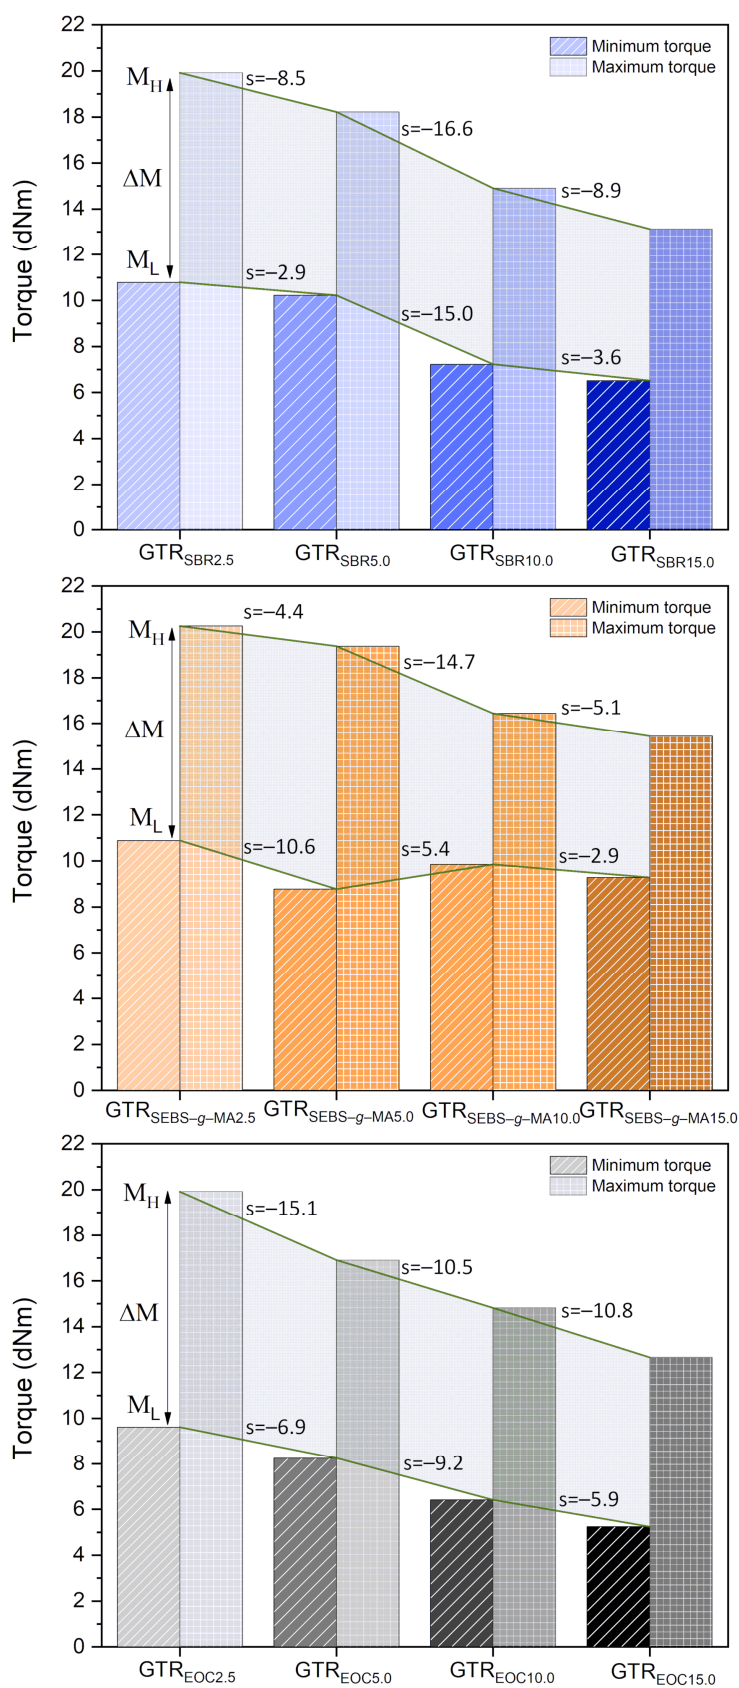 22
20
18
16
14
12
10
8
6
4
2
0
Torque (dNm)
Minimum torque
Maximum torque
M_H
ΔM
M_L
s=–8.5
s=–16.6
s=–8.9
s=–2.9
s=–15.0
s=–3.6
GTR_SBR2.5
GTR_SBR5.0
GTR_SBR10.0
GTR_SBR15.0
22
20
18
16
14
12
10
8
6
4
2
0
Torque (dNm)
Minimum torque
Maximum torque
M_H
ΔM
M_L
s=–4.4
s=–14.7
s=–5.1
s=–10.6
s=5.4
s=–2.9
GTR_SEBS–g–MA2.5
GTR_SEBS–g–MA5.0
GTR_SEBS–g–MA10.0
GTR_SEBS–g–MA15.0
22
20
18
16
14
12
10
8
6
4
2
0
Torque (dNm)
Minimum torque
Maximum torque
M_H
ΔM
M_L
s=–15.1
s=–10.5
s=–10.8
s=–6.9
s=–9.2
s=–5.9
GTR_EOC2.5
GTR_EOC5.0
GTR_EOC10.0
GTR_EOC15.0